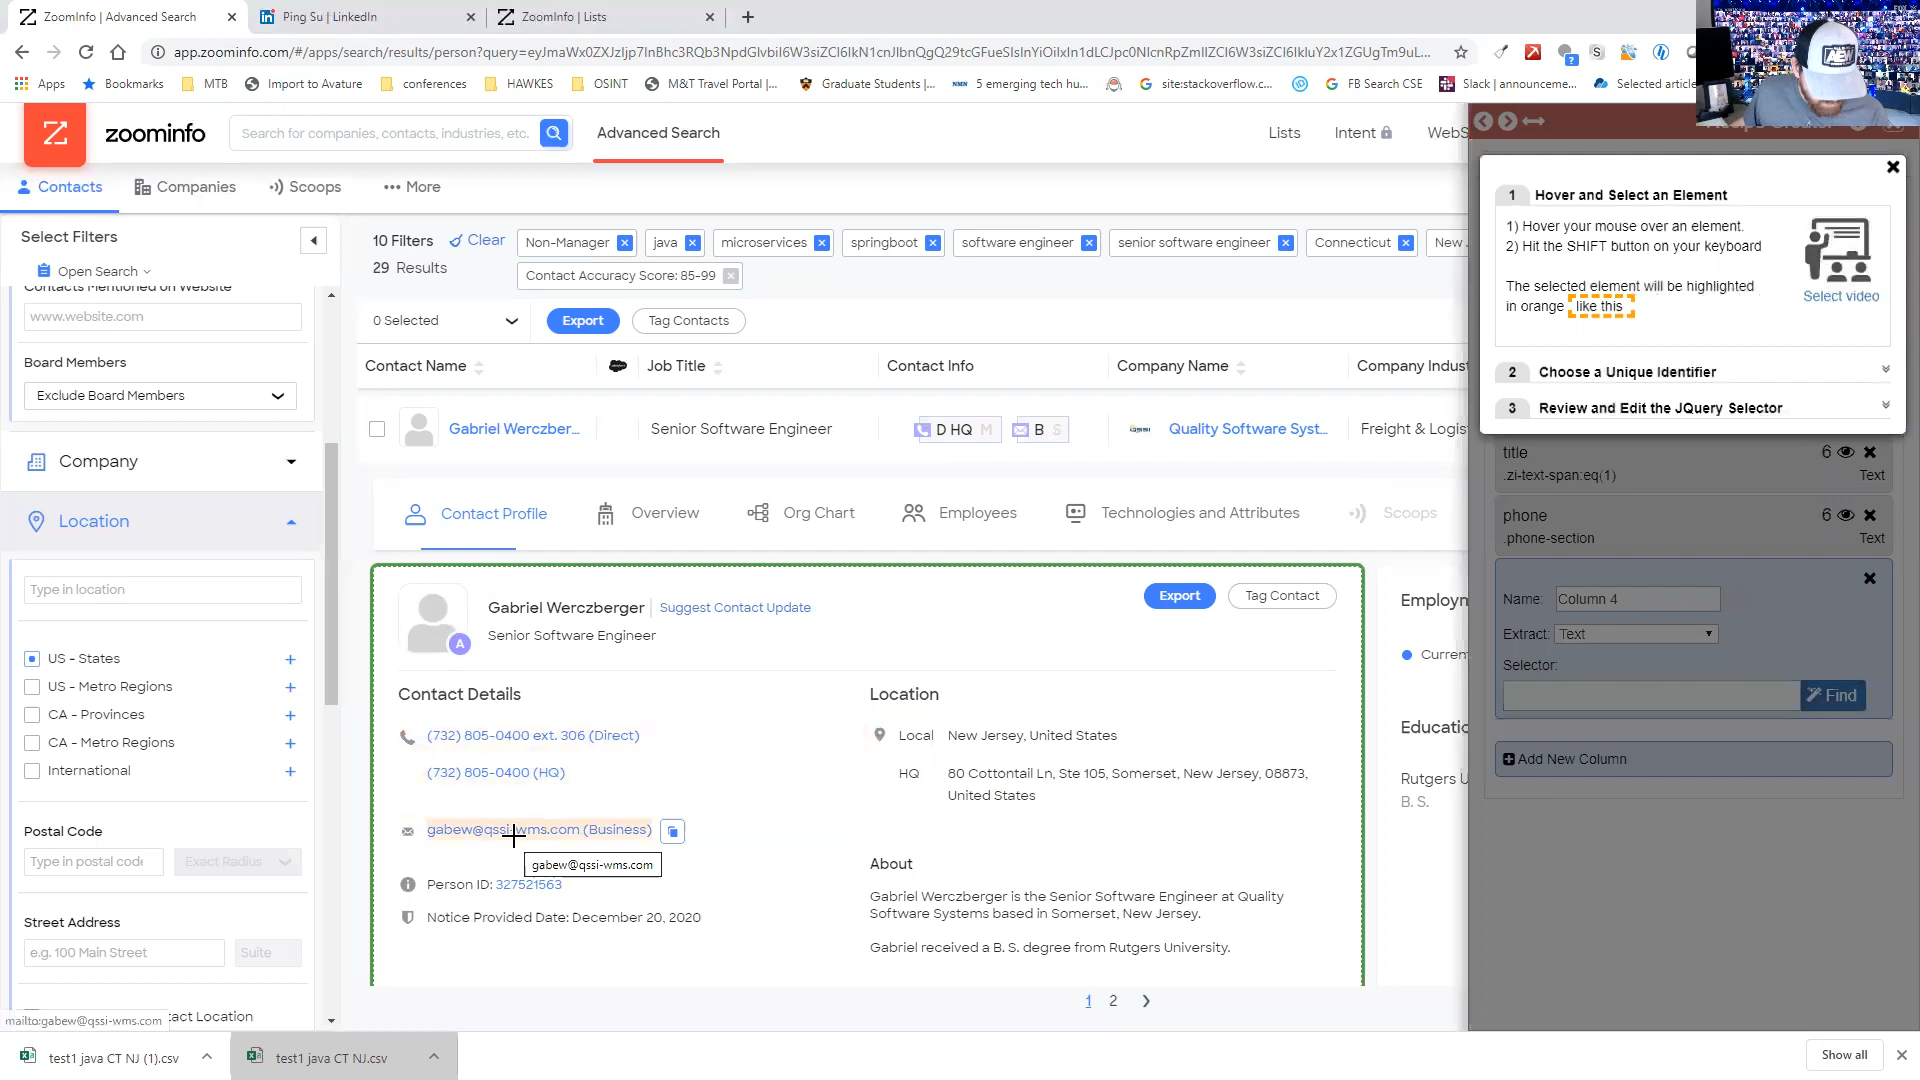 ZoomInfo | Advanced Search
Ping Su | LinkedIn
ZoomInfo | Lists
app.zoominfo.com/#/apps/search/results/person?query=
Apps
Bookmarks
MTB
Import to Avature
conferences
HAWKES
OSINT
M&T Travel Portal |...
Graduate Students |...
5 emerging tech hu...
site:stackoverflow.c...
FB Search CSE
Slack | announceme...
Selected article
zoominfo
Search for companies, contacts, industries, etc.
Advanced Search
Lists
Intent
WebS
Contacts
Companies
Scoops
More
Select Filters
Open Search
Contacts Mentioned on Website
www.website.com
Board Members
Exclude Board Members
Company
Location
Type in location
US - States
US - Metro Regions
CA - Provinces
CA - Metro Regions
International
Postal Code
Type in postal code
Exact Radius
Street Address
e.g. 100 Main Street
Suite
tact Location
mailto:gabew@qssi-wms.com
10 Filters
Clear
29 Results
Non-Manager
java
microservices
springboot
software engineer
senior software engineer
Connecticut
New
Contact Accuracy Score: 85-99
0 Selected
Export
Tag Contacts
Contact Name
Job Title
Contact Info
Company Name
Company Indust
Gabriel Werczber...
Senior Software Engineer
D HQ M
B S
Quality Software Syst...
Freight & Logis
Contact Profile
Overview
Org Chart
Employees
Technologies and Attributes
Scoops
A
Gabriel Werczberger
Suggest Contact Update
Senior Software Engineer
Export
Tag Contact
Contact Details
(732) 805-0400 ext. 306 (Direct)
(732) 805-0400 (HQ)
gabew@qssi-wms.com (Business)
gabew@qssi-wms.com
Person ID: 327521563
Notice Provided Date: December 20, 2020
Location
Local
New Jersey, United States
HQ
80 Cottontail Ln, Ste 105, Somerset, New Jersey, 08873,
United States
About
Gabriel Werczberger is the Senior Software Engineer at Quality
Software Systems based in Somerset, New Jersey.
Gabriel received a B. S. degree from Rutgers University.
Employm
Curren
Educatio
Rutgers U
B. S.
1
2
1 Hover and Select an Element
1) Hover your mouse over an element.
2) Hit the SHIFT button on your keyboard
The selected element will be highlighted
in orange like this
Select video
2 Choose a Unique Identifier
3 Review and Edit the JQuery Selector
title
6
.zi-text-span:eq(1)
Text
phone
6
.phone-section
Text
Name:
Column 4
Extract:
Text
Selector:
Find
Add New Column
test1 java CT NJ (1).csv
test1 java CT NJ.csv
Show all